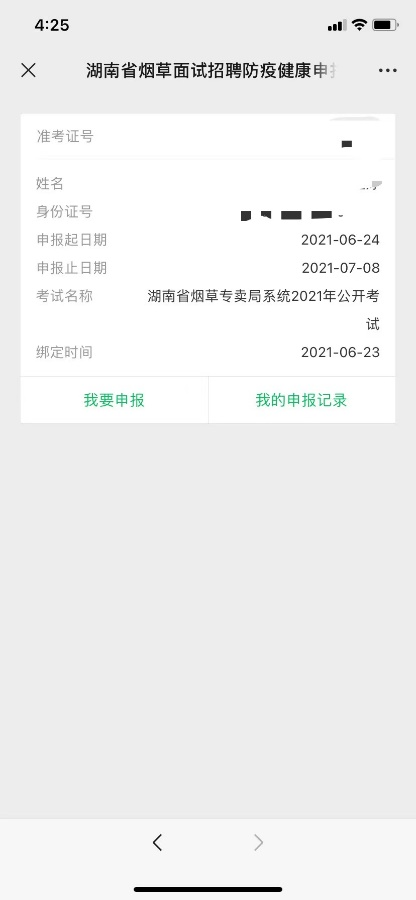 4:25
湖南省烟草面试招聘防疫健康申
准考证号
姓名
身份证号
申报起日期 2021-06-24
申报止日期 2021-07-08
考试名称 湖南省烟草专卖局系统2021年公开考
试
绑定时间 2021-06-23
我要申报 我的申报记录